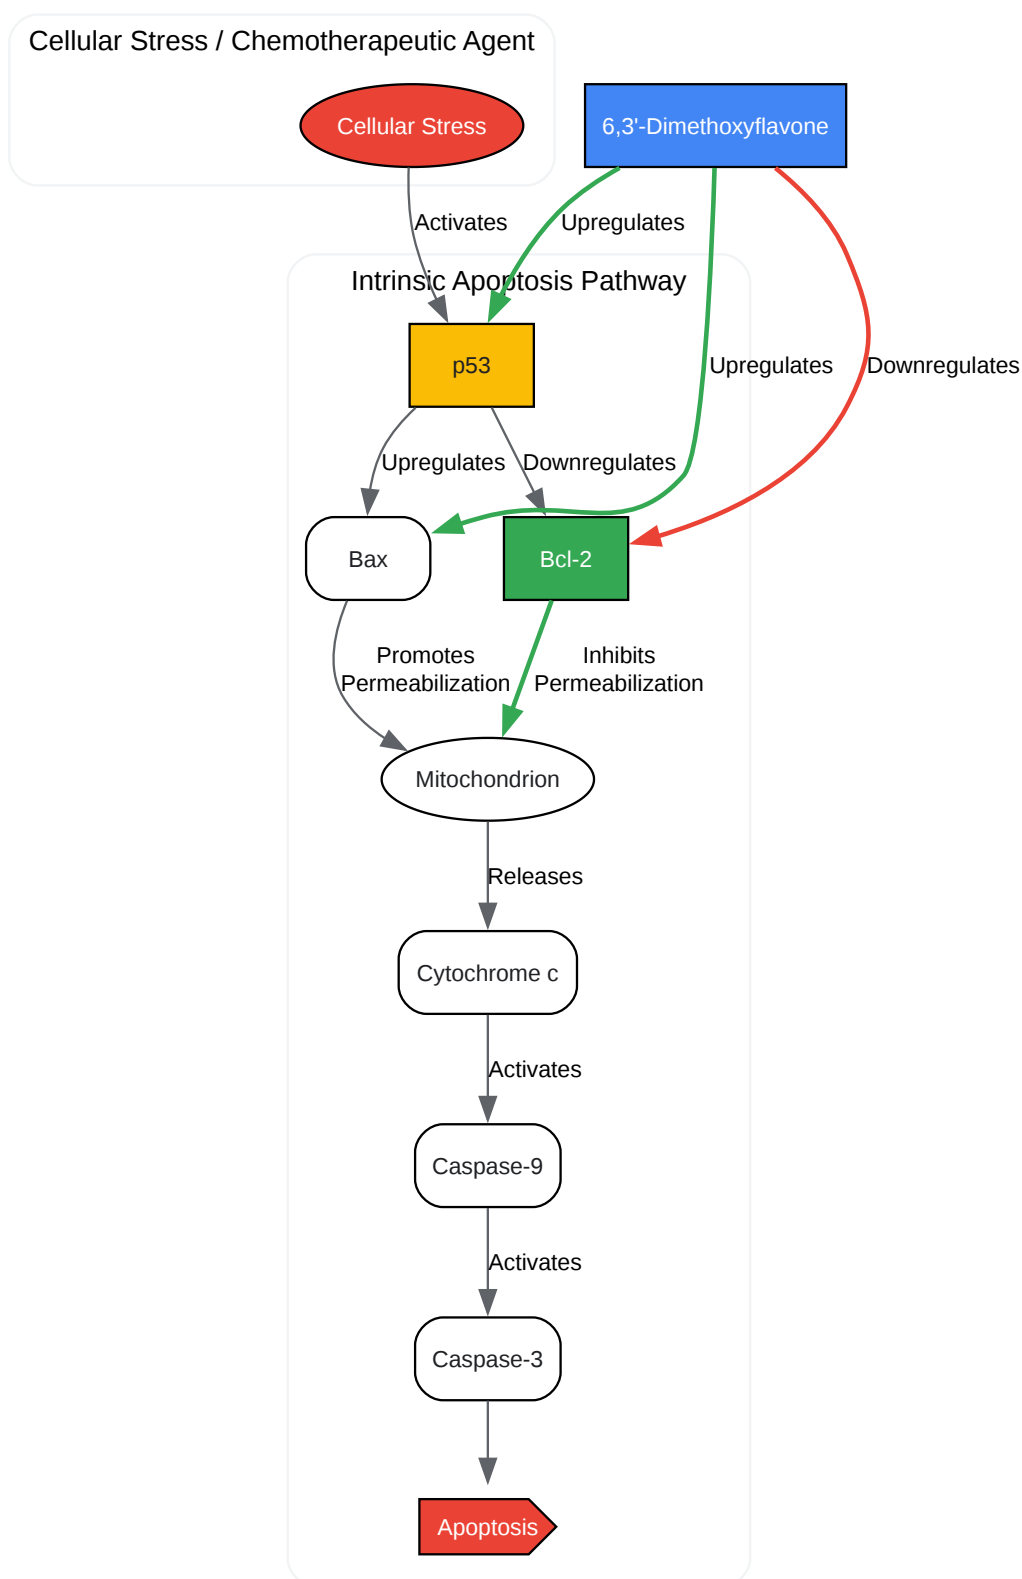 Cellular Stress / Chemotherapeutic Agent
Cellular Stress
6,3'-Dimethoxyflavone
Activates
Upregulates
Intrinsic Apoptosis Pathway
p53
Upregulates
Downregulates
Upregulates
Downregulates
Bax
Bcl-2
Promotes
Permeabilization
Inhibits
Permeabilization
Mitochondrion
Releases
Cytochrome c
Activates
Caspase-9
Activates
Caspase-3
Apoptosis